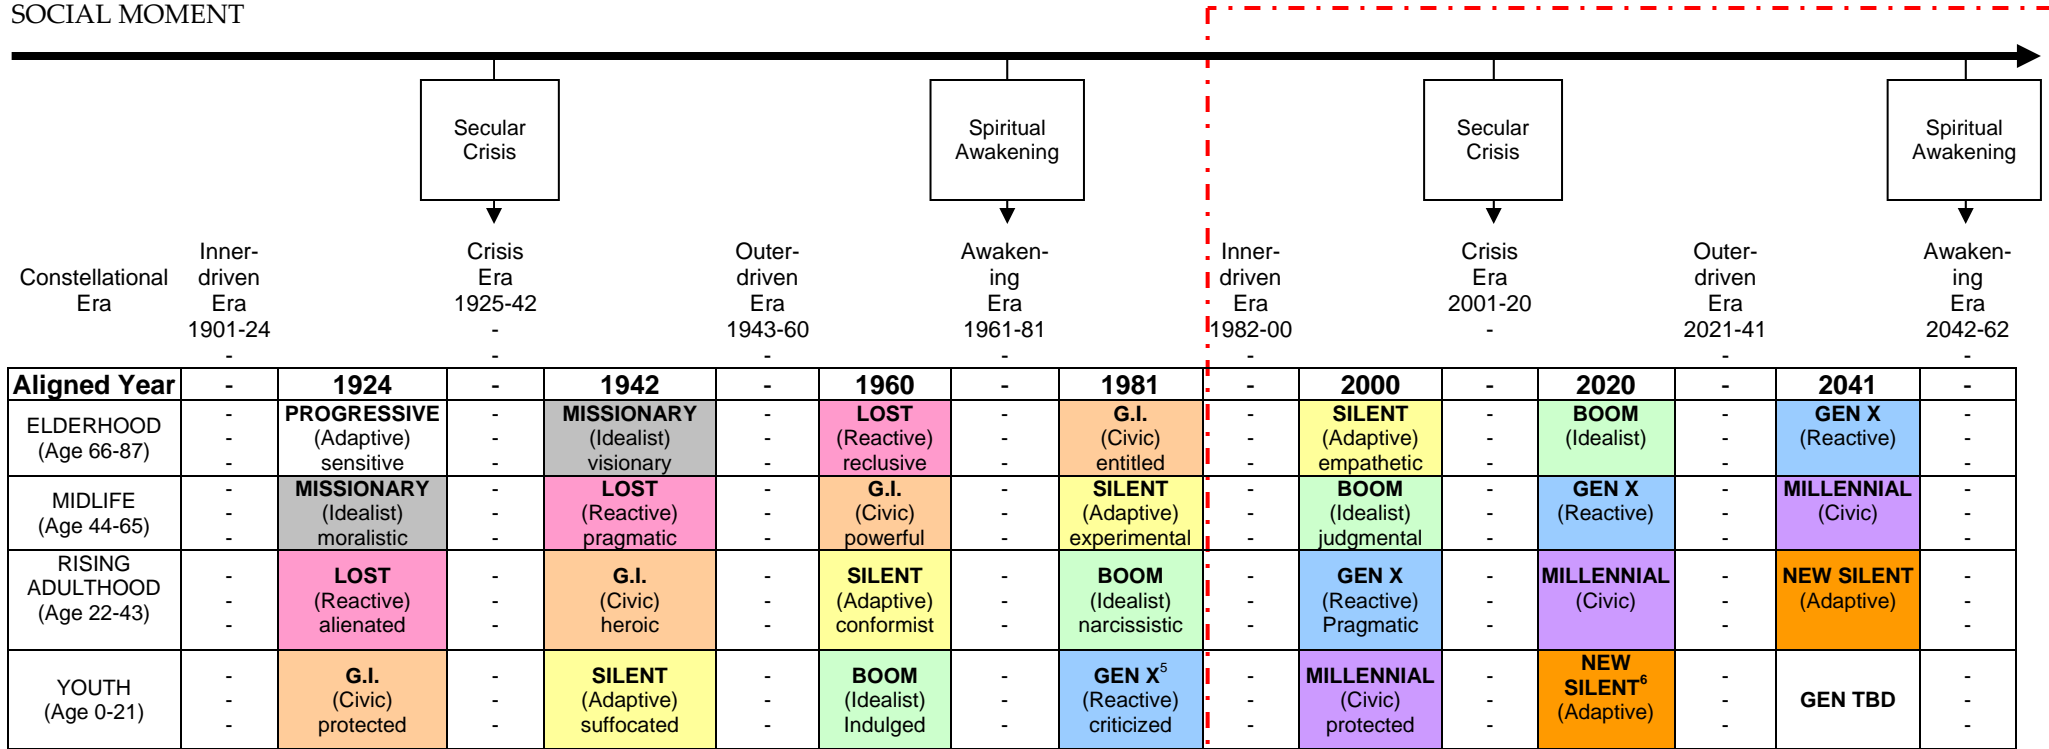 SOCIAL MOMENT
Secular
Crisis
Spiritual
Awakening
Secular
Crisis
Spiritual
Awakening
Constellational
Era
Inner-
driven
Era
1901-24
-
Crisis
Era
1925-42
-
-
Outer-
driven
Era
1943-60
-
Awaken-
ing
Era
1961-81
-
Inner-
driven
Era
1982-00
-
Crisis
Era
2001-20
-
Outer-
driven
Era
2021-41
-
Awaken-
ing
Era
2042-62
-
Aligned Year - 1924 - 1942 - 1960 - 1981 - 2000 - 2020 - 2041 -
ELDERHOOD
(Age 66-87)
-
-
-
PROGRESSIVE
(Adaptive)
sensitive
-
-
-
MISSIONARY
(Idealist)
visionary
-
-
-
LOST
(Reactive)
reclusive
-
-
-
G.I.
(Civic)
entitled
-
-
-
SILENT
(Adaptive)
empathetic
-
-
-
BOOM
(Idealist)
-
-
-
GEN X
(Reactive)
-
-
-
MIDLIFE
(Age 44-65)
-
-
-
MISSIONARY
(Idealist)
moralistic
-
-
-
LOST
(Reactive)
pragmatic
-
-
-
G.I.
(Civic)
powerful
-
-
-
SILENT
(Adaptive)
experimental
-
-
-
BOOM
(Idealist)
judgmental
-
-
-
GEN X
(Reactive)
-
-
-
MILLENNIAL
(Civic)
-
-
-
RISING
ADULTHOOD
(Age 22-43)
-
-
-
LOST
(Reactive)
alienated
-
-
-
G.I.
(Civic)
heroic
-
-
-
SILENT
(Adaptive)
conformist
-
-
-
BOOM
(Idealist)
narcissistic
-
-
-
GEN X
(Reactive)
Pragmatic
-
-
-
MILLENNIAL
(Civic)
-
-
-
NEW SILENT
(Adaptive)
-
-
-
YOUTH
(Age 0-21)
-
-
-
G.I.
(Civic)
protected
-
-
-
SILENT
(Adaptive)
suffocated
-
-
-
BOOM
(Idealist)
Indulged
-
-
-
GEN X⁵
(Reactive)
criticized
-
-
-
MILLENNIAL
(Civic)
protected
-
-
-
NEW
SILENT⁶
(Adaptive)
-
-
-
GEN TBD
-
-
-